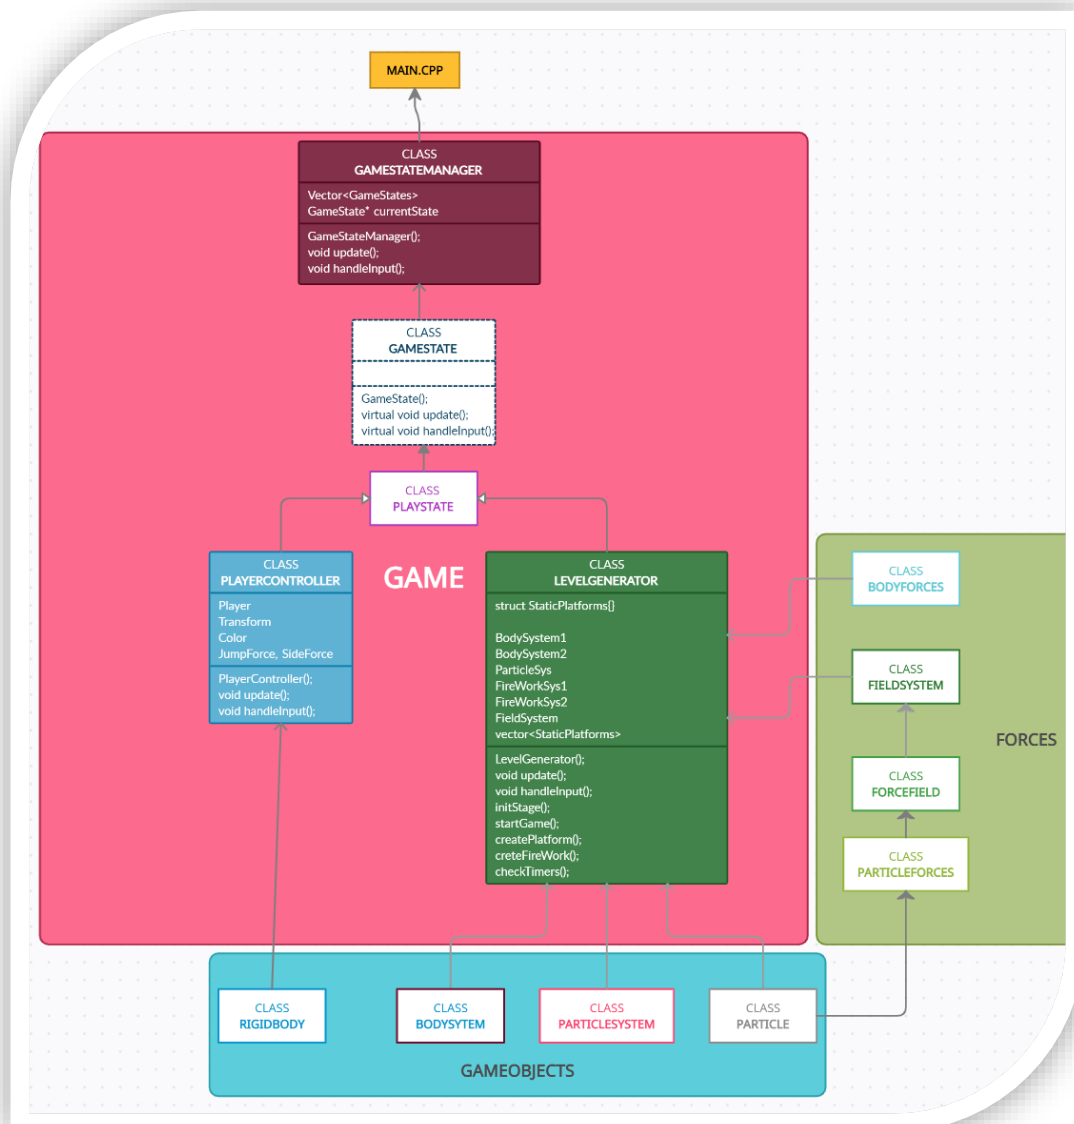 MAIN.CPP
CLASS
GAMESTATEMANAGER
Vector<GameStates>
GameState* currentState
GameStateManager();
void update();
void handleInput();
CLASS
GAMESTATE
GameState();
virtual void update();
virtual void handleInput();
CLASS
PLAYSTATE
GAME
CLASS
PLAYERCONTROLLER
Player
Transform
Color
JumpForce, SideForce
PlayerController();
void update();
void handleInput();
CLASS
LEVELGENERATOR
struct StaticPlatforms{}
BodySystem1
BodySystem2
ParticleSys
FireWorkSys1
FireWorkSys2
FieldSystem
vector<StaticPlatforms>
LevelGenerator();
void update();
void handleInput();
initStage();
startGame();
createPlatform();
creteFireWork();
checkTimers();
CLASS
BODYFORCES
CLASS
FIELDSYSTEM
FORCES
CLASS
FORCEFIELD
CLASS
PARTICLEFORCES
CLASS
RIGIDBODY
CLASS
BODYSYTEM
CLASS
PARTICLESYSTEM
CLASS
PARTICLE
GAMEOBJECTS